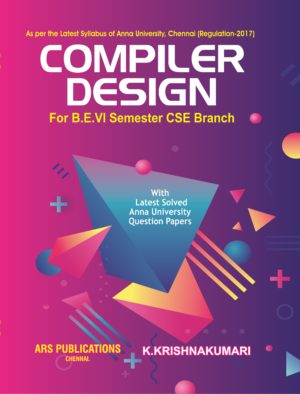 As per the Latest Syllabus of Anna University, Chennai (Regulation-2017)
COMPILER
DESIGN
For B.E.VI Semester CSE Branch
With
Latest Solved
Anna University
Question Papers
ARS PUBLICATIONS
CHENNAI.
K.KRISHNAKUMARI